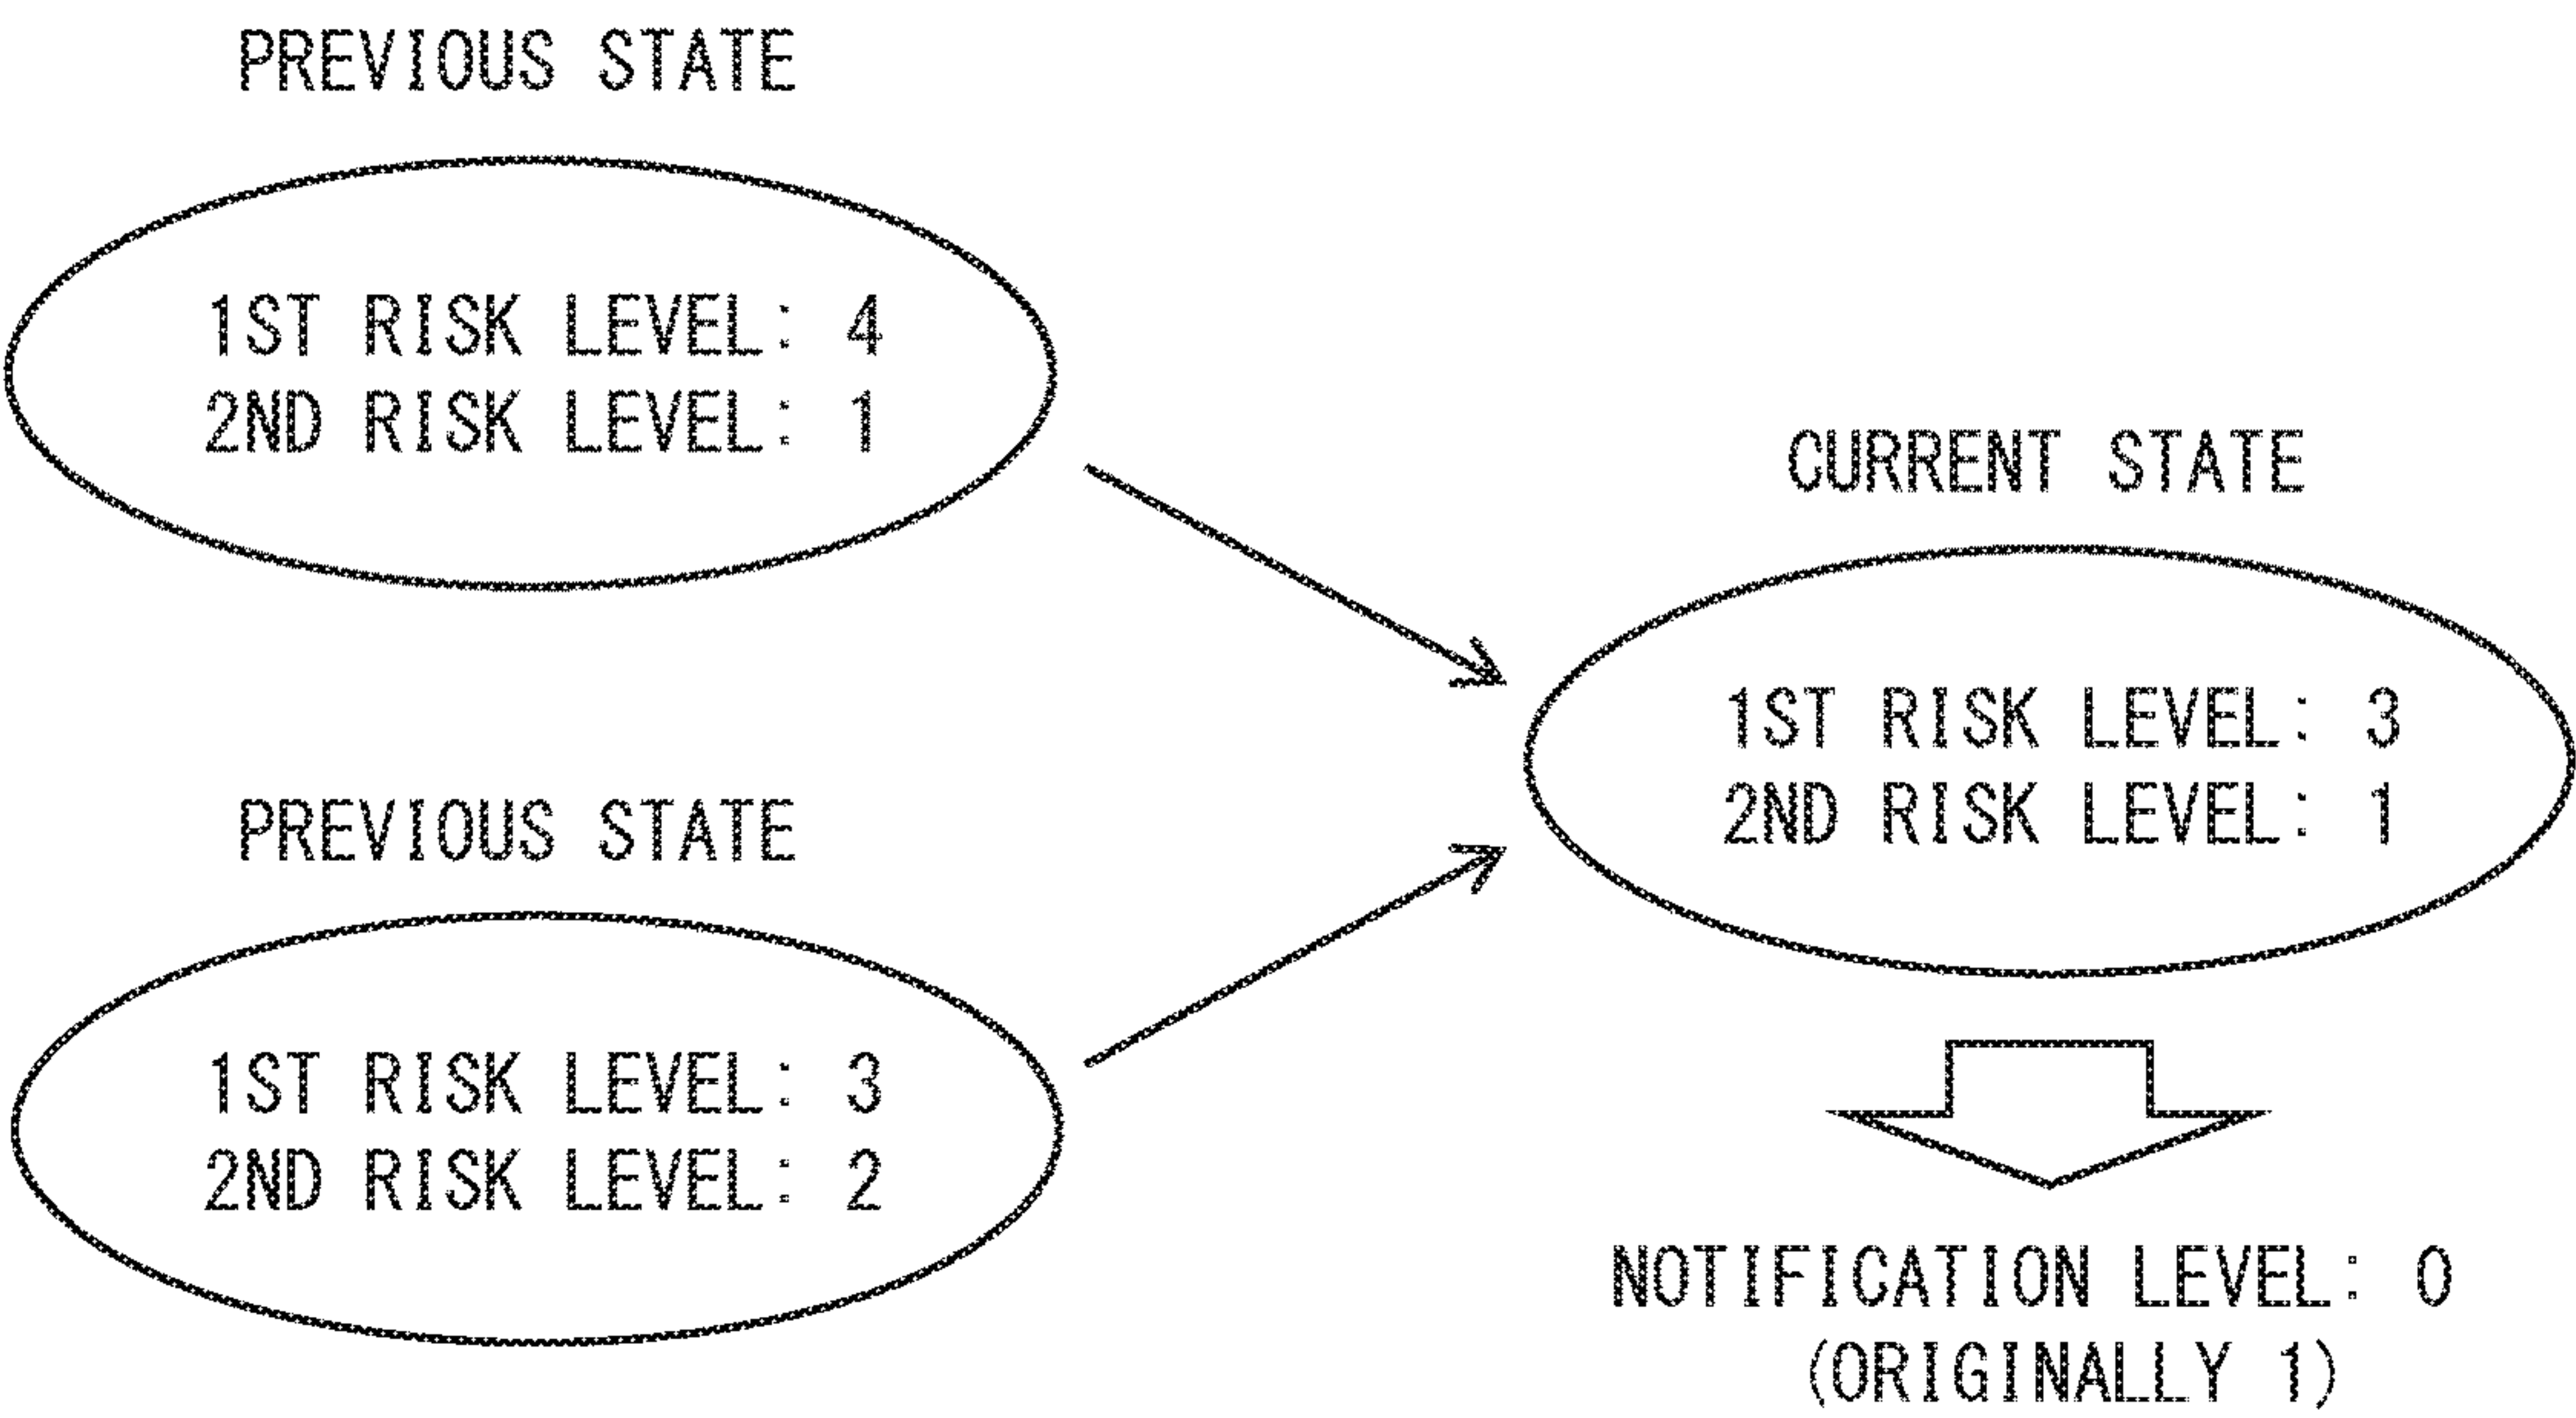 PREVIOUS STATE
1ST RISK LEVEL: 4
2ND RISK LEVEL: 1
PREVIOUS STATE
1ST RISK LEVEL: 3
2ND RISK LEVEL: 2
CURRENT STATE
1ST RISK LEVEL: 3
2ND RISK LEVEL: 1
NOTIFICATION LEVEL: 0
(ORIGINALLY 1)